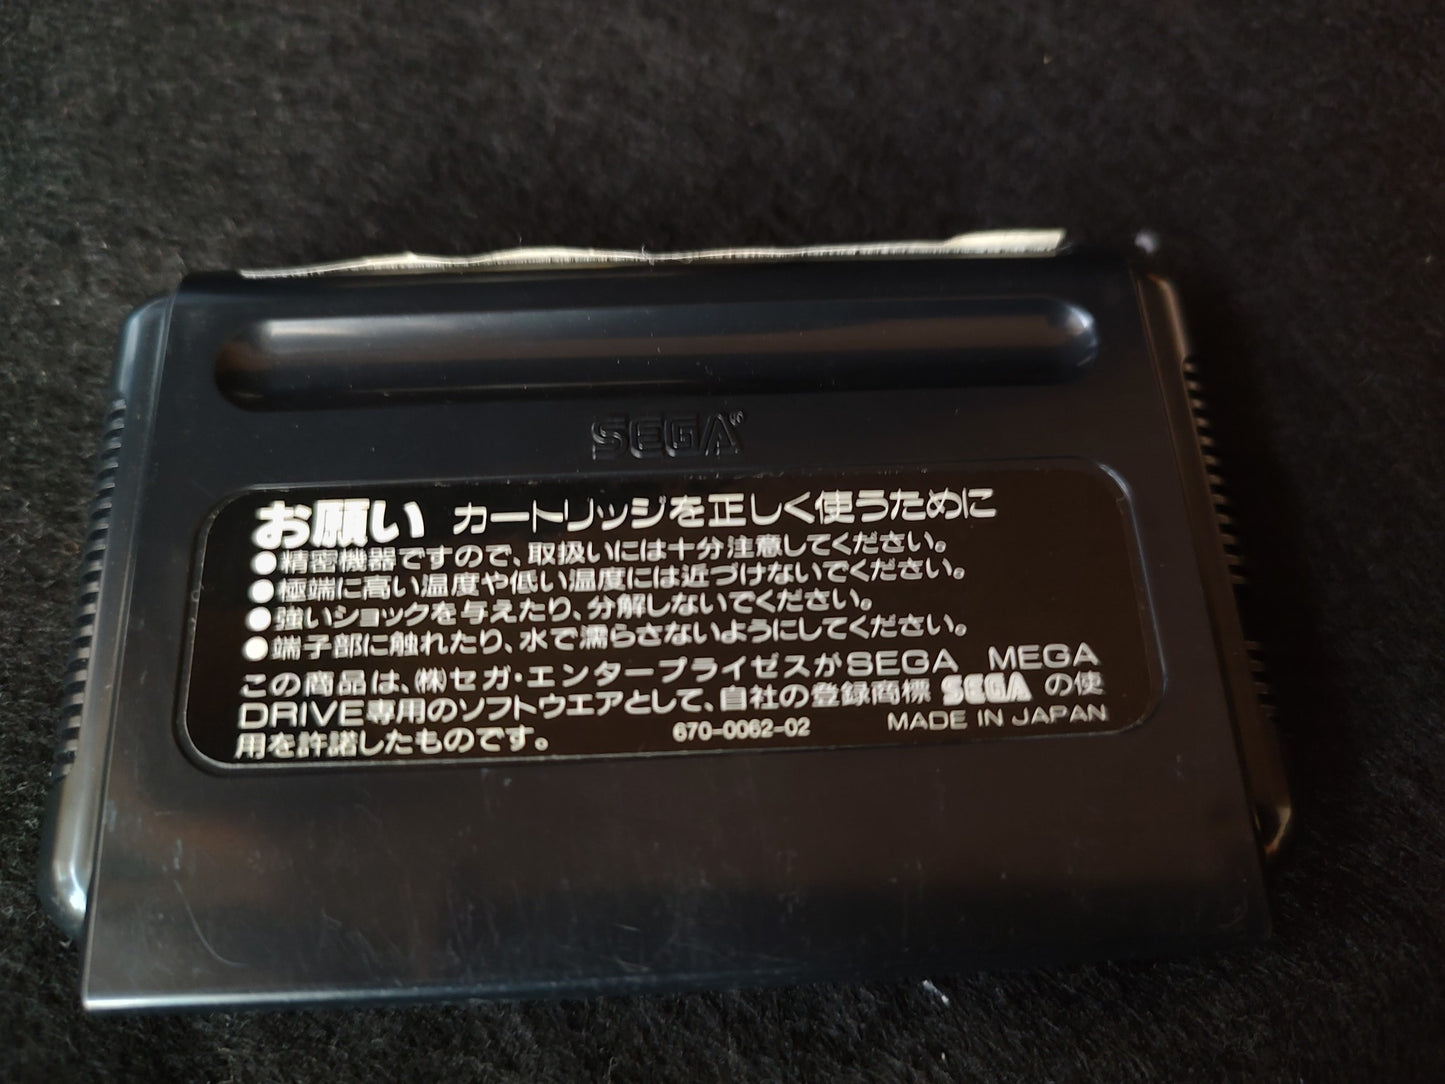 SEGA®
お願い カートリッジを正しく使うために
●精密機器ですので、取扱いには十分注意してください。
●極端に高い温度や低い温度には近づけないでください。
●強いショックを与えたり、分解しないでください。
●端子部に触れたり、水で濡らさないようにしてください。
この商品は、㈱セガ・エンタープライゼスがSEGA MEGA
DRIVE専用のソフトウエアとして、自社の登録商標 SEGA の使
用を許諾したものです。 670-0062-02 MADE IN JAPAN